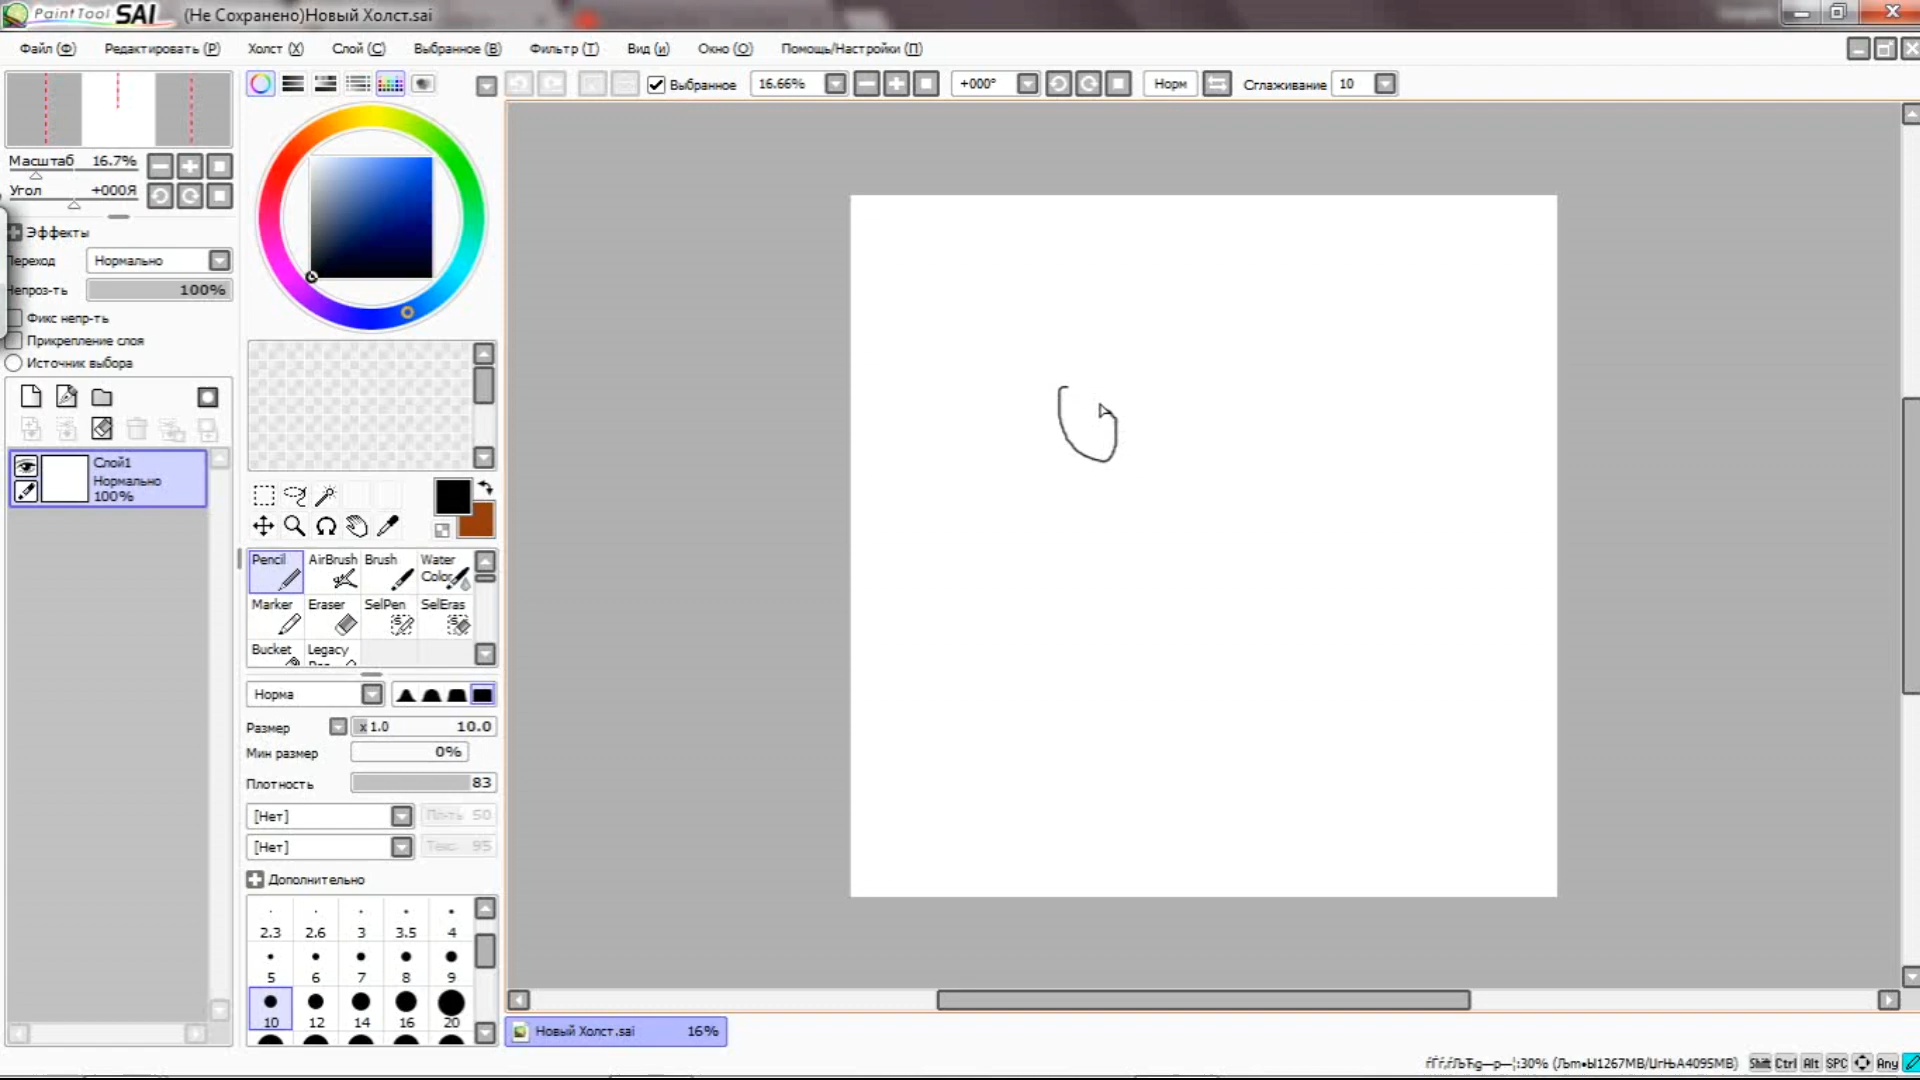 PaintTool SAI (Не Сохранено)Новый Холст.sai
Файл (Ф) Редактировать (Р) Холст (Х) Слой (С) Выбранное (В) Фильтр (Т) Вид (и) Окно (О) Помощь/Настройки (П)
Выбранное 16.66% +000° Норм Сглаживание 10
Масштаб 16.7%
Угол +000Я
Эффекты
Переход Нормально
Непроз-ть 100%
Фикс непр-ть
Прикрепление слоя
Источник выбора
Слой1
Нормально
100%
Pencil AirBrush Brush Water Color
Marker Eraser SelPen SelEras
Bucket Legacy
Норма
Размер x 1.0 10.0
Мин размер 0%
Плотность 83
[Нет] Пл-ть 50
[Нет] Текс. 95
Дополнительно
2.3 2.6 3 3.5 4
5 6 7 8 9
10 12 14 16 20
Новый Холст.sai 16%
Shift Ctrl Alt SPC Any